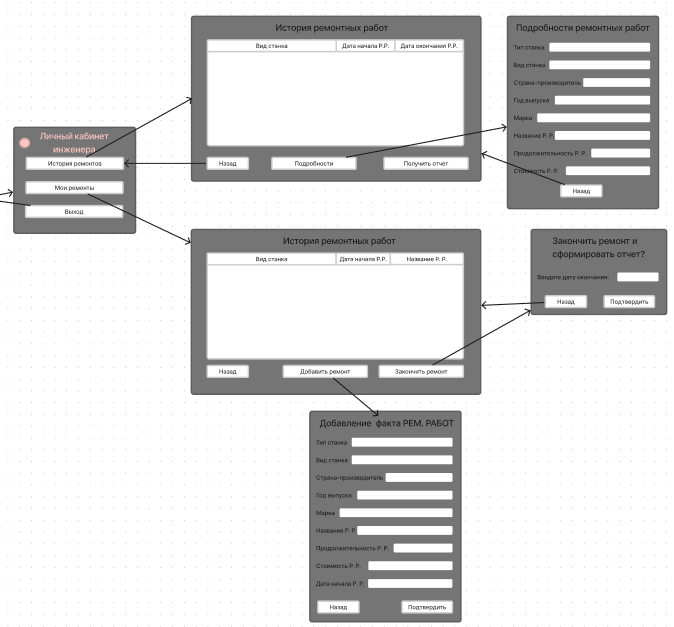 История ремонтных работ
Вид станка
Дата начала Р.Р.
Дата окончания Р.Р.
Назад
Подробности
Получить отчет
Подробности ремонтных работ
Тип станка
Вид станка
Страна-производитель
Год выпуска
Марка
Название Р. Р.
Продолжительность Р. Р.
Стоимость Р. Р.
Назад
Личный кабинет
инженера
История ремонтов
Мои ремонты
Выход
История ремонтных работ
Вид станка
Дата начала Р.Р.
Название Р. Р.
Назад
Добавить ремонт
Закончить ремонт
Закончить ремонт и
сформировать отчет?
Введите дату окончания:
Назад
Подтвердить
Добавление факта РЕМ. РАБОТ
Тип станка
Вид станка
Страна-производитель
Год выпуска
Марка
Название Р. Р.
Продолжительность Р. Р.
Стоимость Р. Р.
Дата начала Р. Р.
Назад
Подтвердить